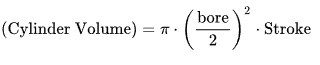 (Cylinder Volume) = π · (bore/2)² · Stroke